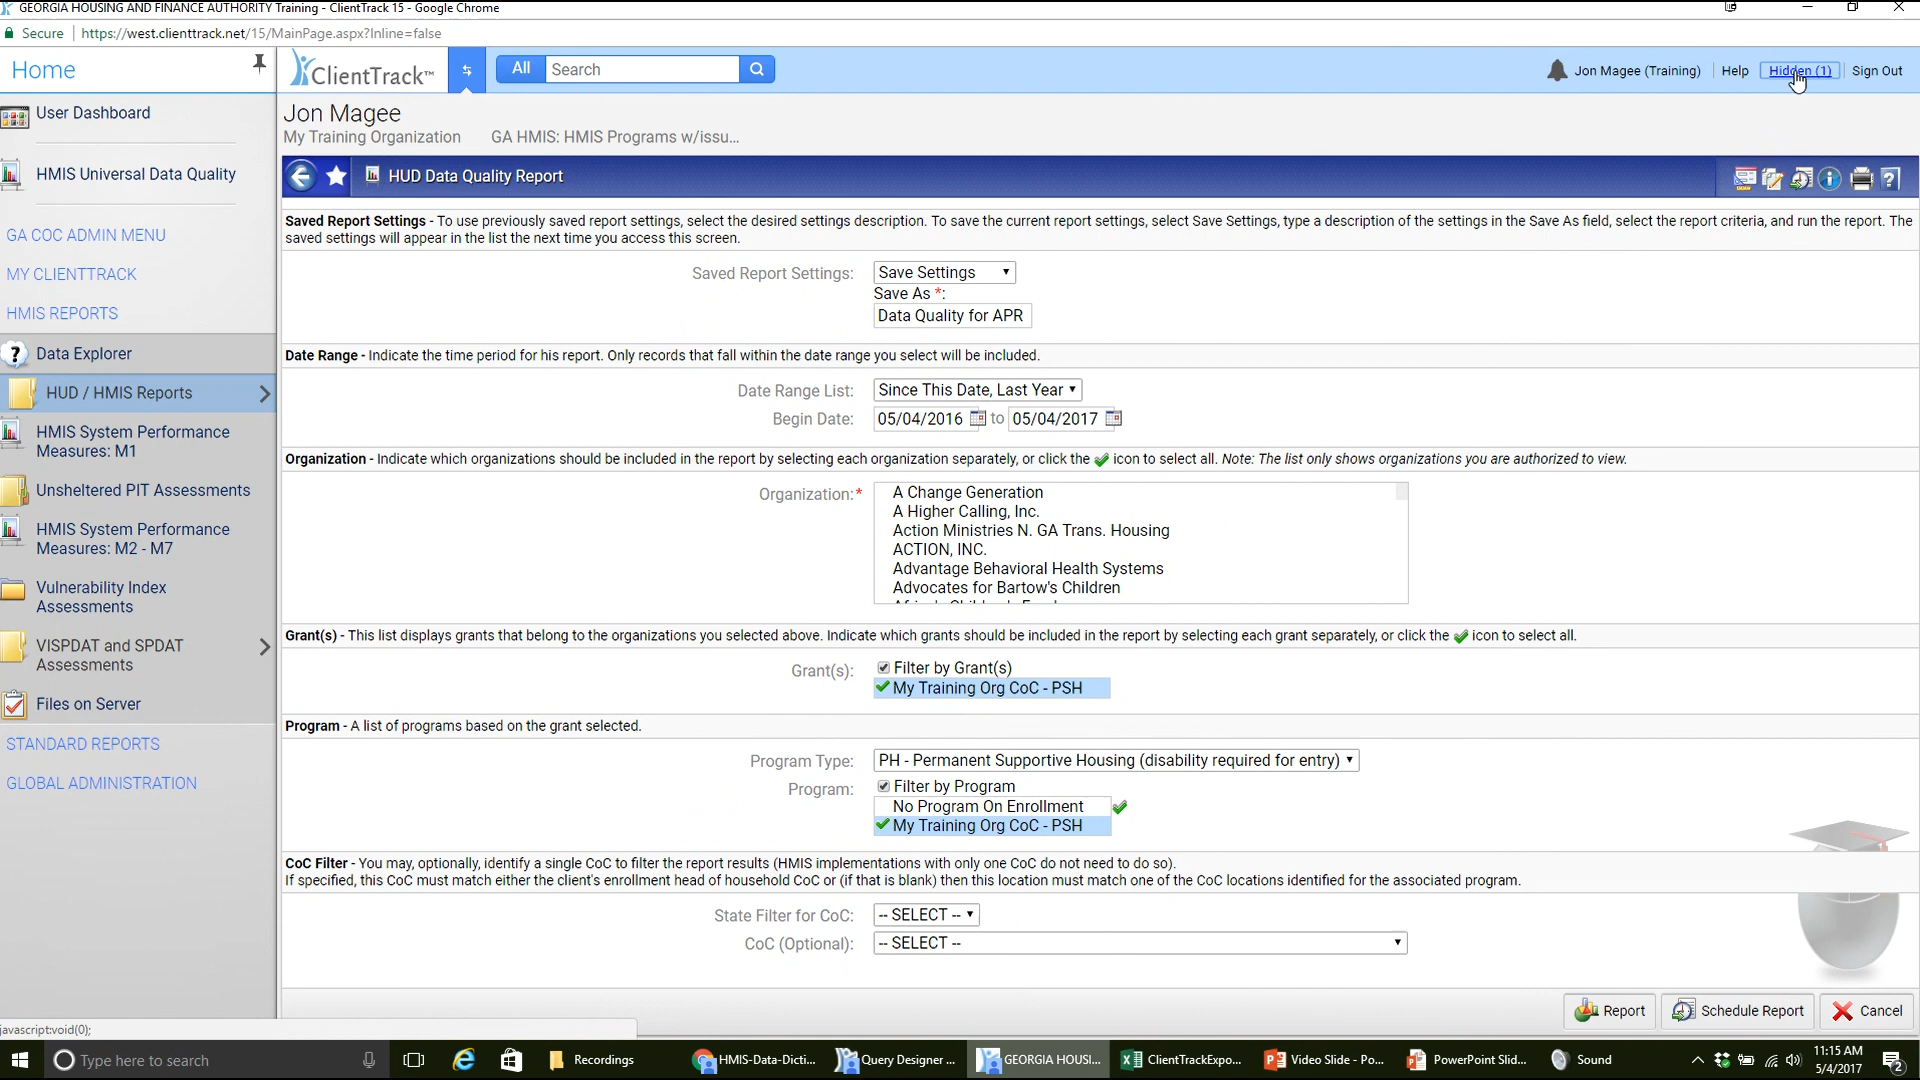 GEORGIA HOUSING AND FINANCE AUTHORITY Training - ClientTrack 15 - Google Chrome
Secure | https://west.clienttrack.net/15/MainPage.aspx?Inline=false
Home
ClientTrack™
All
Search
Jon Magee (Training)
Help
Hidden (1)
Sign Out
User Dashboard
HMIS Universal Data Quality
GA COC ADMIN MENU
MY CLIENTTRACK
HMIS REPORTS
Data Explorer
HUD / HMIS Reports
HMIS System Performance
Measures: M1
Unsheltered PIT Assessments
HMIS System Performance
Measures: M2 - M7
Vulnerability Index
Assessments
VISPDAT and SPDAT
Assessments
Files on Server
STANDARD REPORTS
GLOBAL ADMINISTRATION
javascript:void(0);
Jon Magee
My Training Organization GA HMIS: HMIS Programs w/issu...
HUD Data Quality Report
Saved Report Settings - To use previously saved report settings, select the desired settings description. To save the current report settings, select Save Settings, type a description of the settings in the Save As field, select the report criteria, and run the report. The
saved settings will appear in the list the next time you access this screen.
Saved Report Settings: Save Settings
Save As *:
Data Quality for APR
Date Range - Indicate the time period for his report. Only records that fall within the date range you select will be included.
Date Range List: Since This Date, Last Year
Begin Date: 05/04/2016 to 05/04/2017
Organization - Indicate which organizations should be included in the report by selecting each organization separately, or click the icon to select all. Note: The list only shows organizations you are authorized to view.
Organization:* A Change Generation
A Higher Calling, Inc.
Action Ministries N. GA Trans. Housing
ACTION, INC.
Advantage Behavioral Health Systems
Advocates for Bartow's Children
Grant(s) - This list displays grants that belong to the organizations you selected above. Indicate which grants should be included in the report by selecting each grant separately, or click the icon to select all.
Grant(s): Filter by Grant(s)
My Training Org CoC - PSH
Program - A list of programs based on the grant selected.
Program Type: PH - Permanent Supportive Housing (disability required for entry)
Program: Filter by Program
No Program On Enrollment
My Training Org CoC - PSH
CoC Filter - You may, optionally, identify a single CoC to filter the report results (HMIS implementations with only one CoC do not need to do so).
If specified, this CoC must match either the client's enrollment head of household CoC or (if that is blank) then this location must match one of the CoC locations identified for the associated program.
State Filter for CoC: -- SELECT --
CoC (Optional): -- SELECT --
Report
Schedule Report
Cancel
Type here to search
Recordings
HMIS-Data-Dicti...
Query Designer ...
GEORGIA HOUSI...
ClientTrackExpo...
Video Slide - Po...
PowerPoint Slid...
Sound
11:15 AM
5/4/2017
2